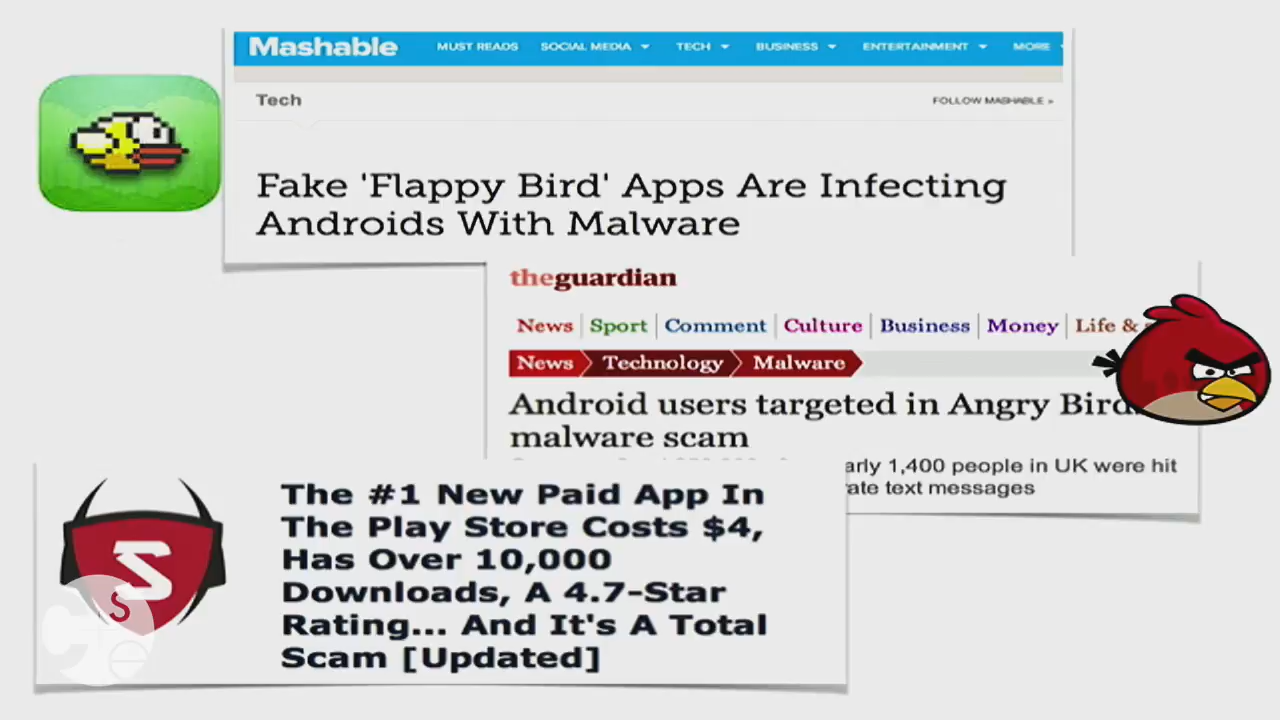 Mashable MUST READS SOCIAL MEDIA TECH BUSINESS ENTERTAINMENT MORE
Tech FOLLOW MASHABLE »
Fake 'Flappy Bird' Apps Are Infecting
Androids With Malware
theguardian
News Sport Comment Culture Business Money Life &
News Technology Malware
Android users targeted in Angry Bird
malware scam
arly 1,400 people in UK were hit
ate text messages
The #1 New Paid App In
The Play Store Costs $4,
Has Over 10,000
Downloads, A 4.7-Star
Rating... And It's A Total
Scam [Updated]
S
C S e